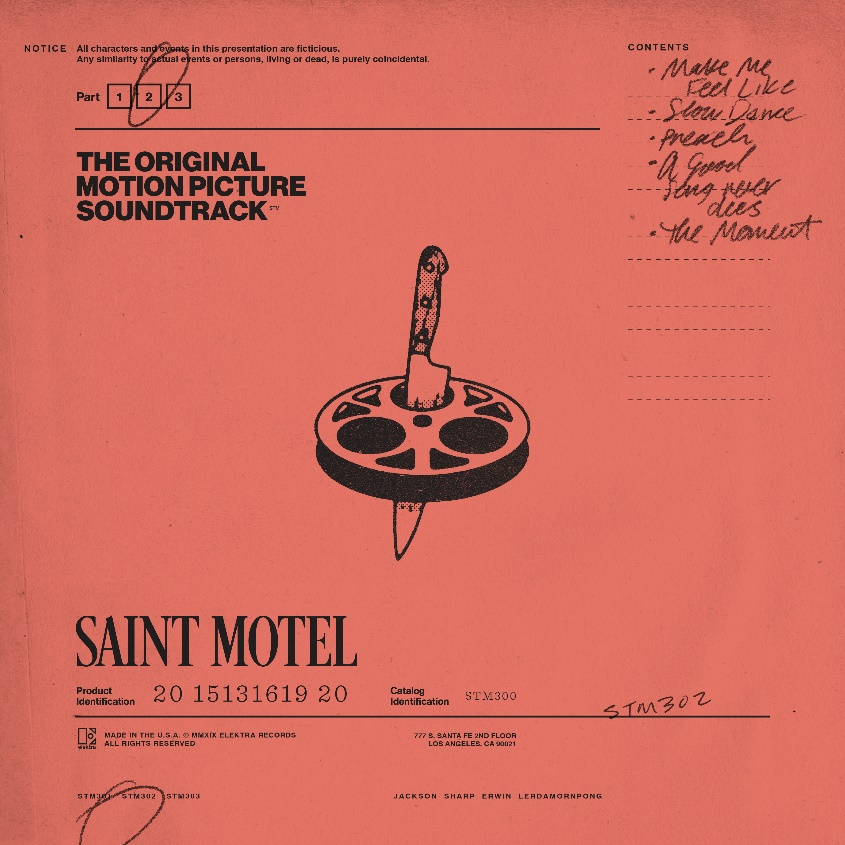 NOTICE All characters and events in this presentation are ficticious.
Any similarity to actual events or persons, living or dead, is purely coincidental.
Part 1 2 3
THE ORIGINAL
MOTION PICTURE
SOUNDTRACK STM
CONTENTS
- Make Me
Feel Like
- Slow Dance
- Preach
- A Good
Song never
dies
- The Moment
SAINT MOTEL
Product
Identification 20 15131619 20
Catalog
Identification STM300
STM302
elektra
MADE IN THE U.S.A. © MMXIX ELEKTRA RECORDS
ALL RIGHTS RESERVED
777 S. SANTA FE 2ND FLOOR
LOS ANGELES, CA 90021
STM301 STM302 STM303
JACKSON SHARP ERWIN LERDAMORNPONG